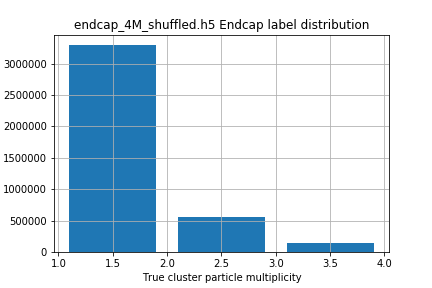 endcap_4M_shuffled.h5 Endcap label distribution
3000000
2500000
2000000
1500000
1000000
500000
0
1.0 1.5 2.0 2.5 3.0 3.5 4.0
True cluster particle multiplicity